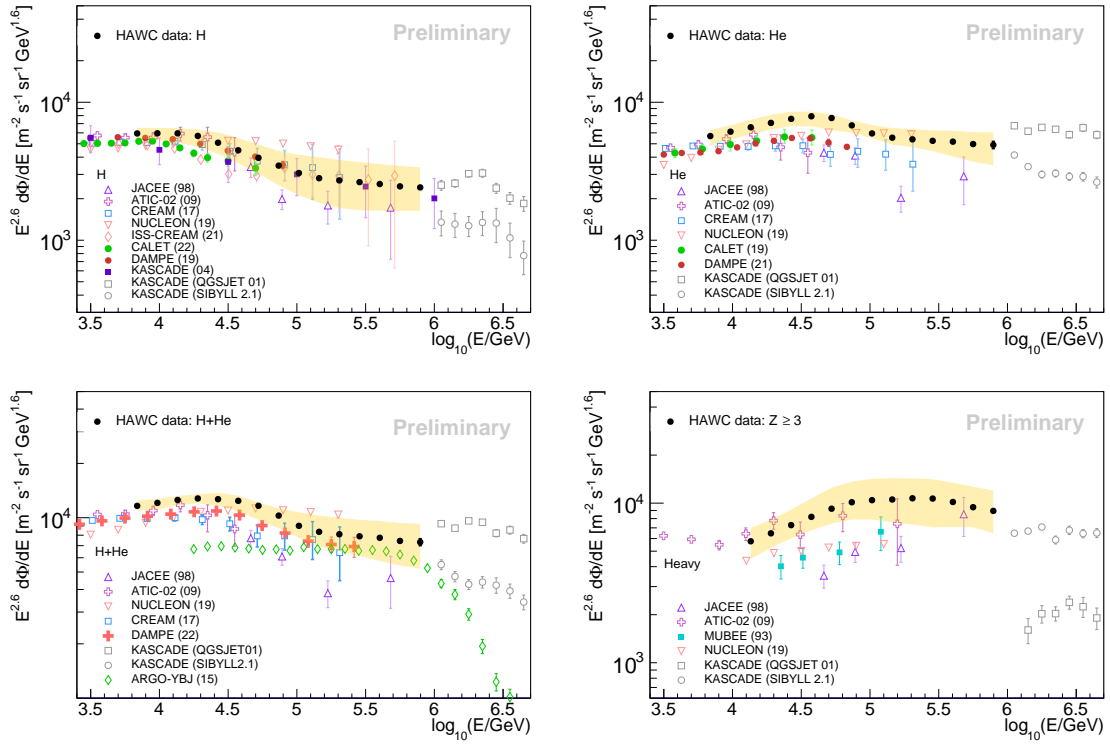 E^{2.6} dΦ/dE [m^{-2} s^{-1} sr^{-1} GeV^{1.6}]
10^4
10^3
HAWC data: H
Preliminary
H
JACEE (98)
ATIC-02 (09)
CREAM (17)
NUCLEON (19)
ISS-CREAM (21)
CALET (22)
DAMPE (19)
KASCADE (04)
KASCADE (QGSJET 01)
KASCADE (SIBYLL 2.1)
3.5 4 4.5 5 5.5 6 6.5
log_{10}(E/GeV)
E^{2.6} dΦ/dE [m^{-2} s^{-1} sr^{-1} GeV^{1.6}]
10^4
10^3
HAWC data: He
Preliminary
He
JACEE (98)
ATIC-02 (09)
CREAM (17)
NUCLEON (19)
CALET (19)
DAMPE (21)
KASCADE (QGSJET 01)
KASCADE (SIBYLL 2.1)
3.5 4 4.5 5 5.5 6 6.5
log_{10}(E/GeV)
E^{2.6} dΦ/dE [m^{-2} s^{-1} sr^{-1} GeV^{1.6}]
10^4
HAWC data: H+He
Preliminary
H+He
JACEE (98)
ATIC-02 (09)
NUCLEON (19)
CREAM (17)
DAMPE (22)
KASCADE (QGSJET01)
KASCADE (SIBYLL2.1)
ARGO-YBJ (15)
3.5 4 4.5 5 5.5 6 6.5
log_{10}(E/GeV)
E^{2.6} dΦ/dE [m^{-2} s^{-1} sr^{-1} GeV^{1.6}]
10^4
10^3
HAWC data: Z ≥ 3
Preliminary
Heavy
JACEE (98)
ATIC-02 (09)
MUBEE (93)
NUCLEON (19)
KASCADE (QGSJET 01)
KASCADE (SIBYLL 2.1)
3.5 4 4.5 5 5.5 6 6.5
log_{10}(E/GeV)